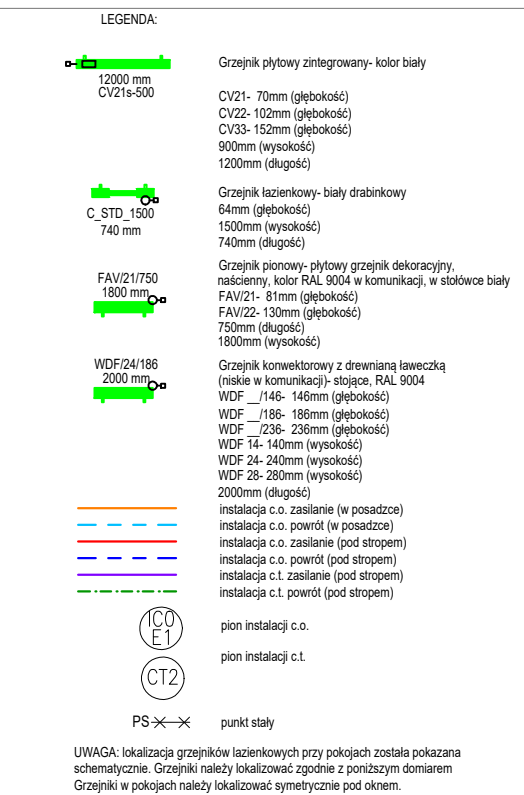 LEGENDA:
Grzejnik płytowy zintegrowany- kolor biały
12000 mm
CV21s-500
CV21- 70mm (głębokość)
CV22- 102mm (głębokość)
CV33- 152mm (głębokość)
900mm (wysokość)
1200mm (długość)
Grzejnik łazienkowy- biały drabinkowy
C_STD_1500
740 mm
64mm (głębokość)
1500mm (wysokość)
740mm (długość)
Grzejnik pionowy- płytowy grzejnik dekoracyjny,
naścienny, kolor RAL 9004 w komunikacji, w stołówce biały
FAV/21/750
1800 mm
FAV/21- 81mm (głębokość)
FAV/22- 130mm (głębokość)
750mm (długość)
1800mm (wysokość)
WDF/24/186
2000 mm
Grzejnik konwektorowy z drewnianą ławeczką
(niskie w komunikacji)- stojące, RAL 9004
WDF __/146- 146mm (głębokość)
WDF __/186- 186mm (głębokość)
WDF __/236- 236mm (głębokość)
WDF 14- 140mm (wysokość)
WDF 24- 240mm (wysokość)
WDF 28- 280mm (wysokość)
2000mm (długość)
instalacja c.o. zasilanie (w posadzce)
instalacja c.o. powrót (w posadzce)
instalacja c.o. zasilanie (pod stropem)
instalacja c.o. powrót (pod stropem)
instalacja c.t. zasilanie (pod stropem)
instalacja c.t. powrót (pod stropem)
ICO
E1
pion instalacji c.o.
pion instalacji c.t.
CT2
PS
punkt stały
UWAGA: lokalizacja grzejników lazienkowych przy pokojach została pokazana
schematycznie. Grzejniki należy lokalizować zgodnie z poniższym domiarem
Grzejniki w pokojach należy lokalizować symetrycznie pod oknem.